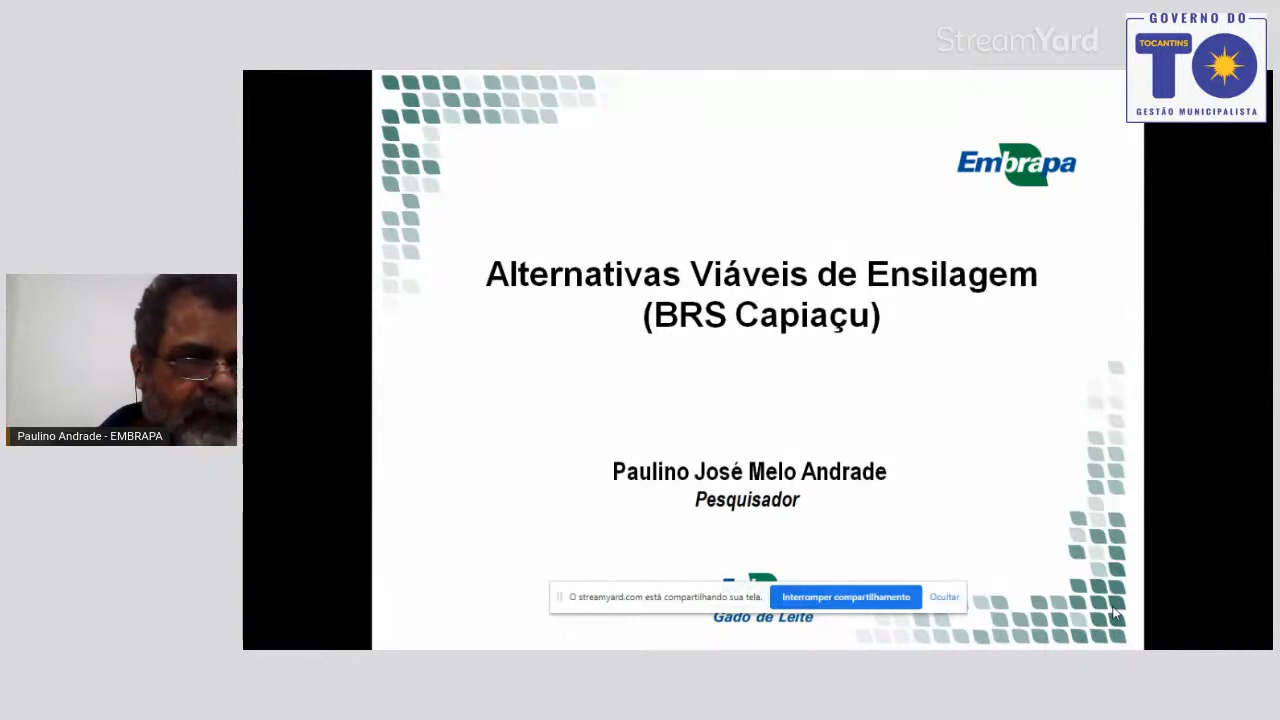 StreamYard
GOVERNO DO
TOCANTINS
TO
GESTÃO MUNICIPALISTA
Embrapa
Alternativas Viáveis de Ensilagem
(BRS Capiaçu)
Paulino Andrade - EMBRAPA
Paulino José Melo Andrade
Pesquisador
O streamyard.com está compartilhando sua tela.
Interromper compartilhamento
Ocultar
Gado de Leite